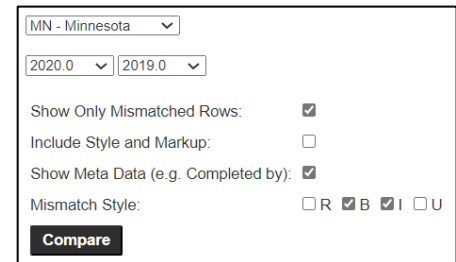 MN - Minnesota
2020.0 2019.0
Show Only Mismatched Rows:
Include Style and Markup:
Show Meta Data (e.g. Completed by):
Mismatch Style: R B I U
Compare